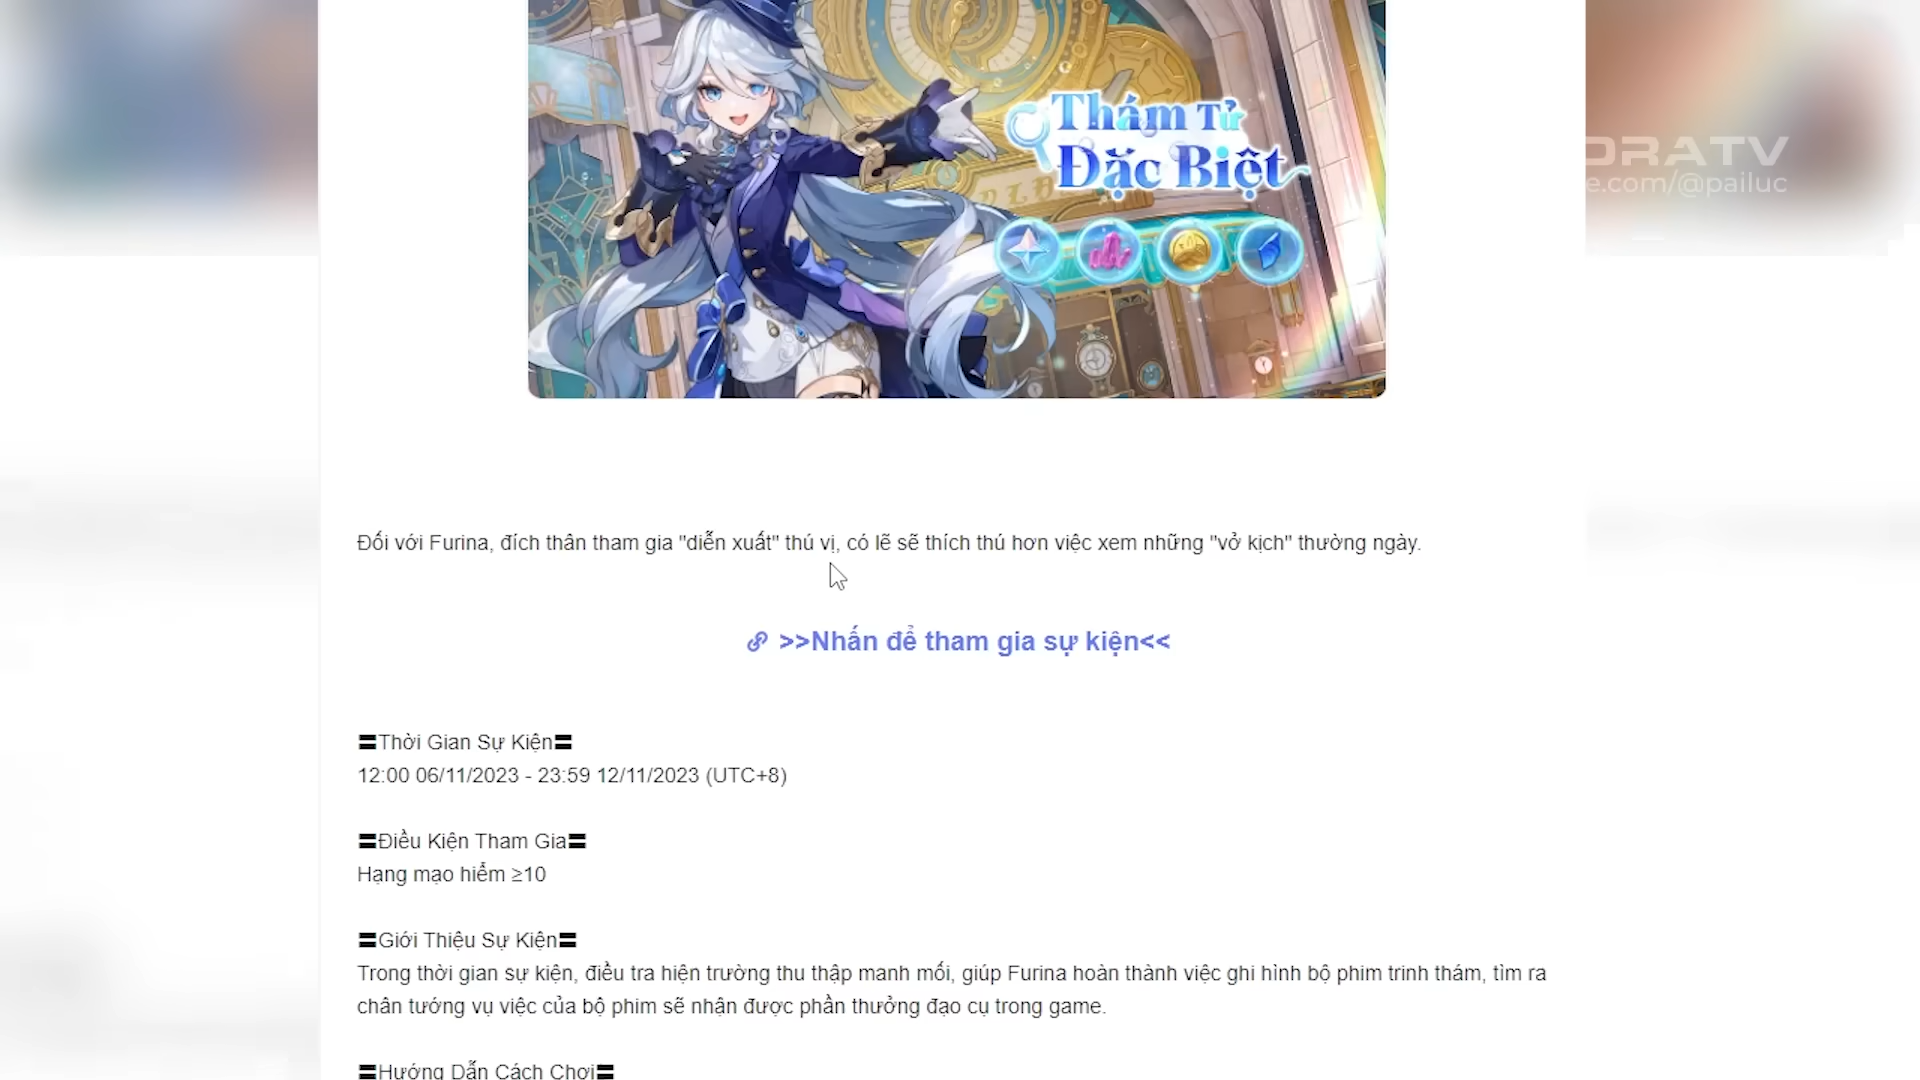 Thám Tử
Đặc Biệt
ORATV
e.com/@pailuc
Đối với Furina, đích thân tham gia "diễn xuất" thú vị, có lẽ sẽ thích thú hơn việc xem những "vở kịch" thường ngày.
>>Nhấn để tham gia sự kiện<<
〓Thời Gian Sự Kiện〓
12:00 06/11/2023 - 23:59 12/11/2023 (UTC+8)
〓Điều Kiện Tham Gia〓
Hạng mạo hiểm ≥10
〓Giới Thiệu Sự Kiện〓
Trong thời gian sự kiện, điều tra hiện trường thu thập manh mối, giúp Furina hoàn thành việc ghi hình bộ phim trinh thám, tìm ra
chân tướng vụ việc của bộ phim sẽ nhận được phần thưởng đạo cụ trong game.
〓Hướng Dẫn Cách Chơi〓